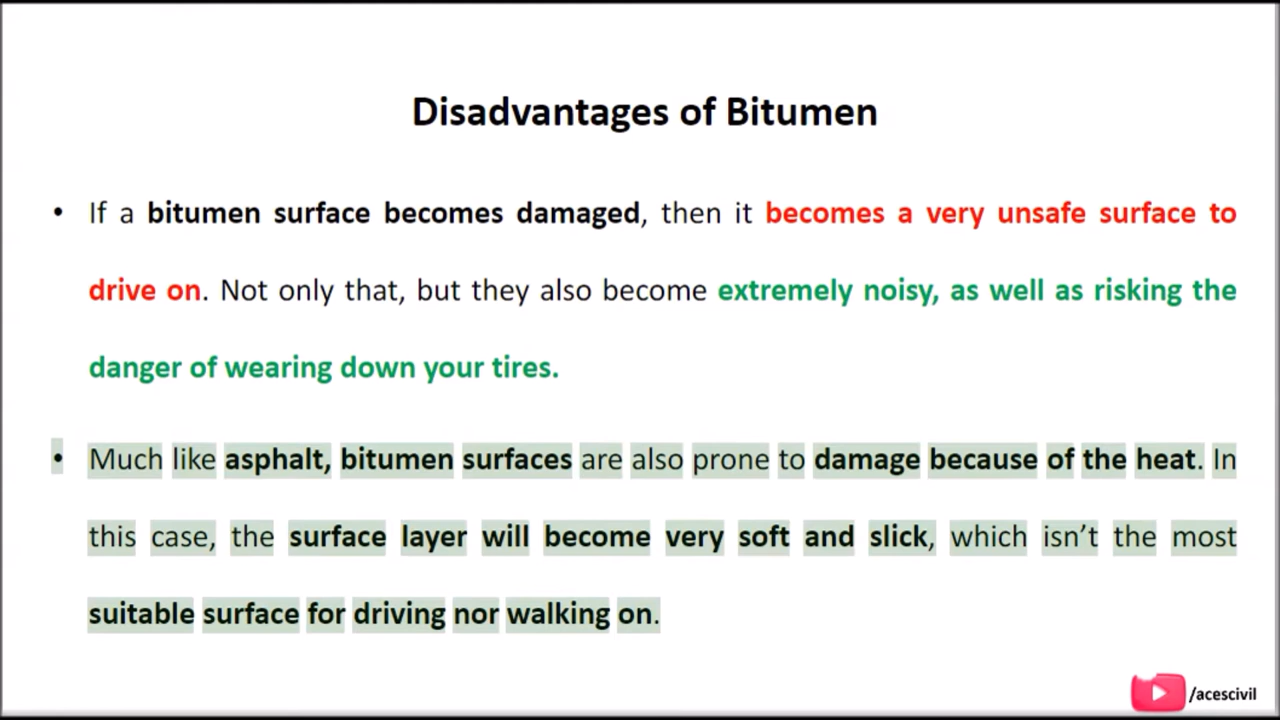 Disadvantages of Bitumen
• If a bitumen surface becomes damaged, then it becomes a very unsafe surface to
drive on. Not only that, but they also become extremely noisy, as well as risking the
danger of wearing down your tires.
• Much like asphalt, bitumen surfaces are also prone to damage because of the heat. In
this case, the surface layer will become very soft and slick, which isn’t the most
suitable surface for driving nor walking on.
/acescivil